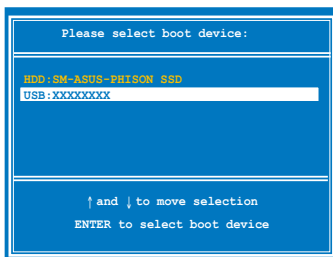 Please select boot device:
HDD:SM-ASUS-PHISON SSD
USB:XXXXXXXX
↑and ↓to move selection
ENTER to select boot device